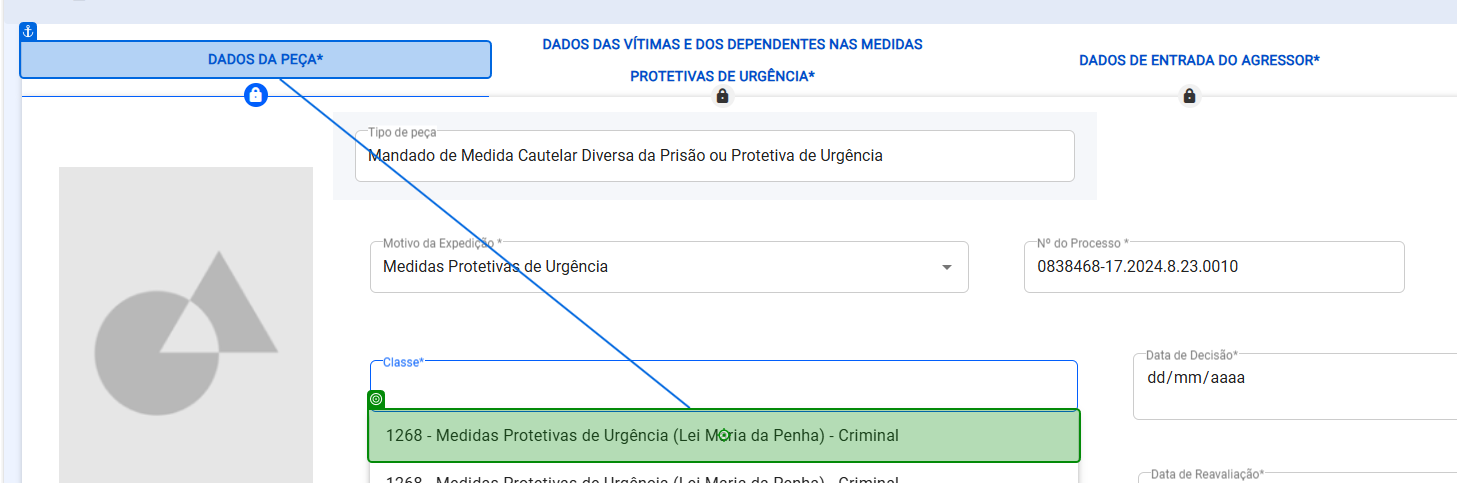 DADOS DA PEÇA*
DADOS DAS VÍTIMAS E DOS DEPENDENTES NAS MEDIDAS
PROTETIVAS DE URGÊNCIA*
DADOS DE ENTRADA DO AGRESSOR*
Tipo de peça
Mandado de Medida Cautelar Diversa da Prisão ou Protetiva de Urgência
Motivo da Expedição *
Medidas Protetivas de Urgência
Nº do Processo *
0838468-17.2024.8.23.0010
Classe*
Data de Decisão*
dd/mm/aaaa
1268 - Medidas Protetivas de Urgência (Lei Maria da Penha) - Criminal
1268 - Medidas Protetivas de Urgência (Lei Maria da Penha) - Criminal
Data de Reavaliação*